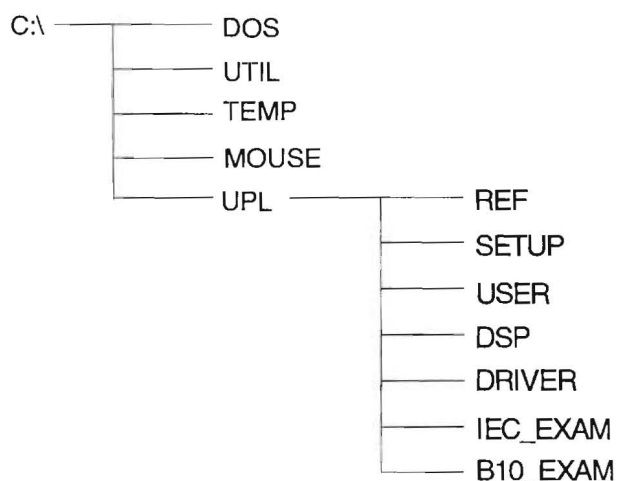 C:\ DOS
UTIL
TEMP
MOUSE
UPL REF
SETUP
USER
DSP
DRIVER
IEC_EXAM
B10_EXAM